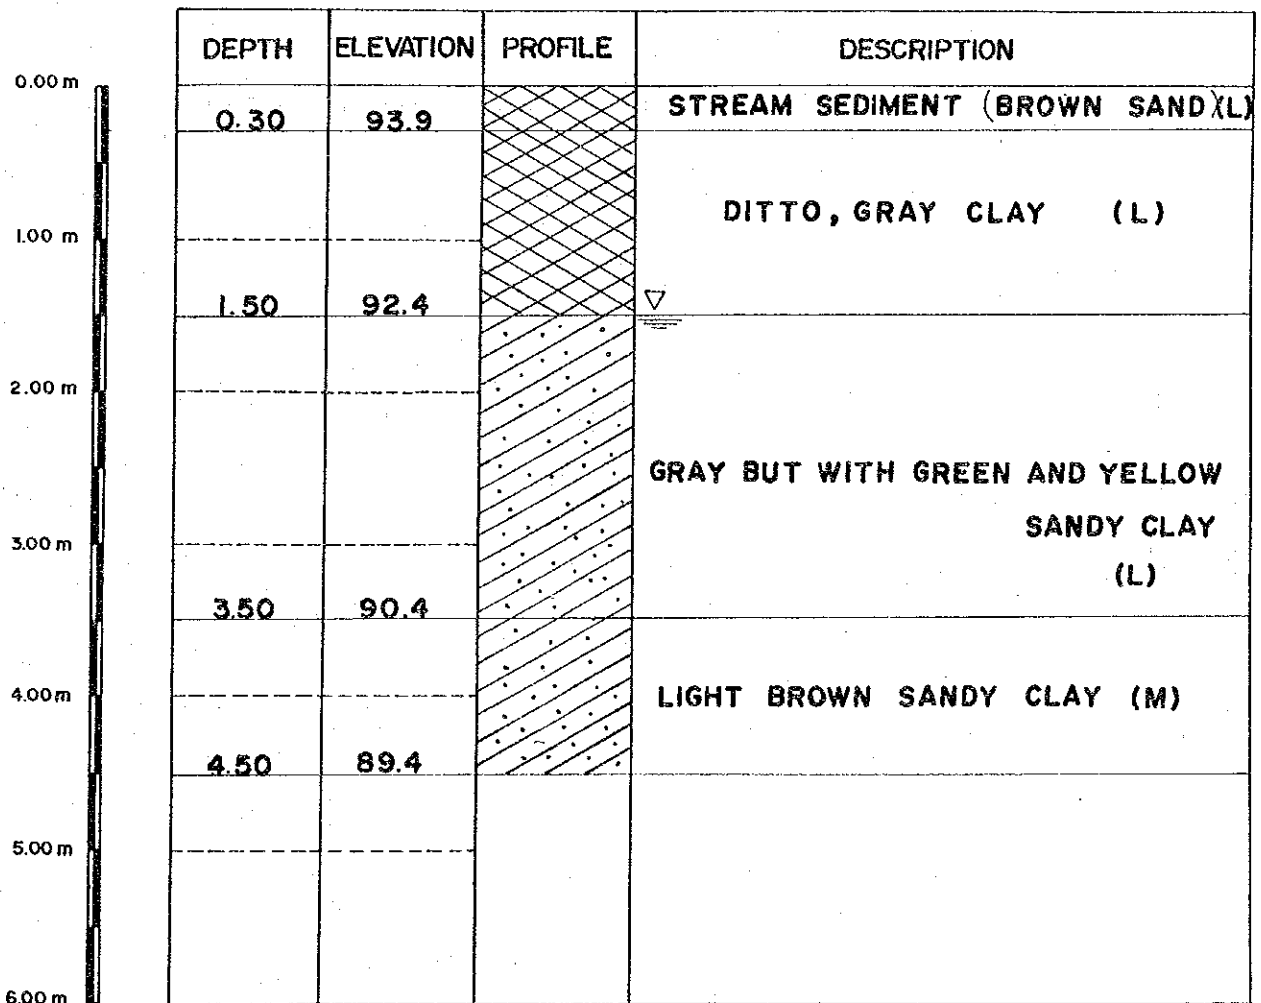 DEPTH ELEVATION PROFILE DESCRIPTION
0.00 m
0.30 93.9 STREAM SEDIMENT (BROWN SAND)(L)
DITTO, GRAY CLAY (L)
1.00 m
1.50 92.4
2.00 m
GRAY BUT WITH GREEN AND YELLOW
SANDY CLAY
3.00 m
(L)
3.50 90.4
4.00 m LIGHT BROWN SANDY CLAY (M)
4.50 89.4
5.00 m
6.00 m